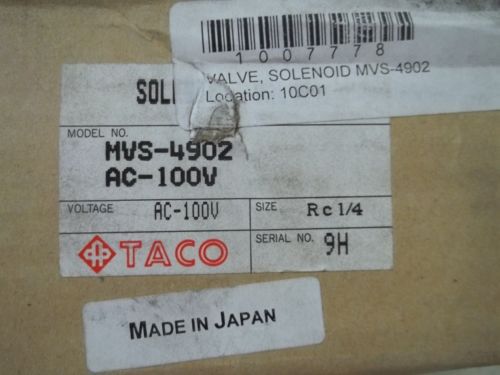 1007778
VALVE, SOLENOID MVS-4902
Location: 10C01
MODEL NO.
MVS-4902
AC-100V
VOLTAGE AC-100V SIZE Rc 1/4
TACO SERIAL NO. 9H
MADE IN JAPAN